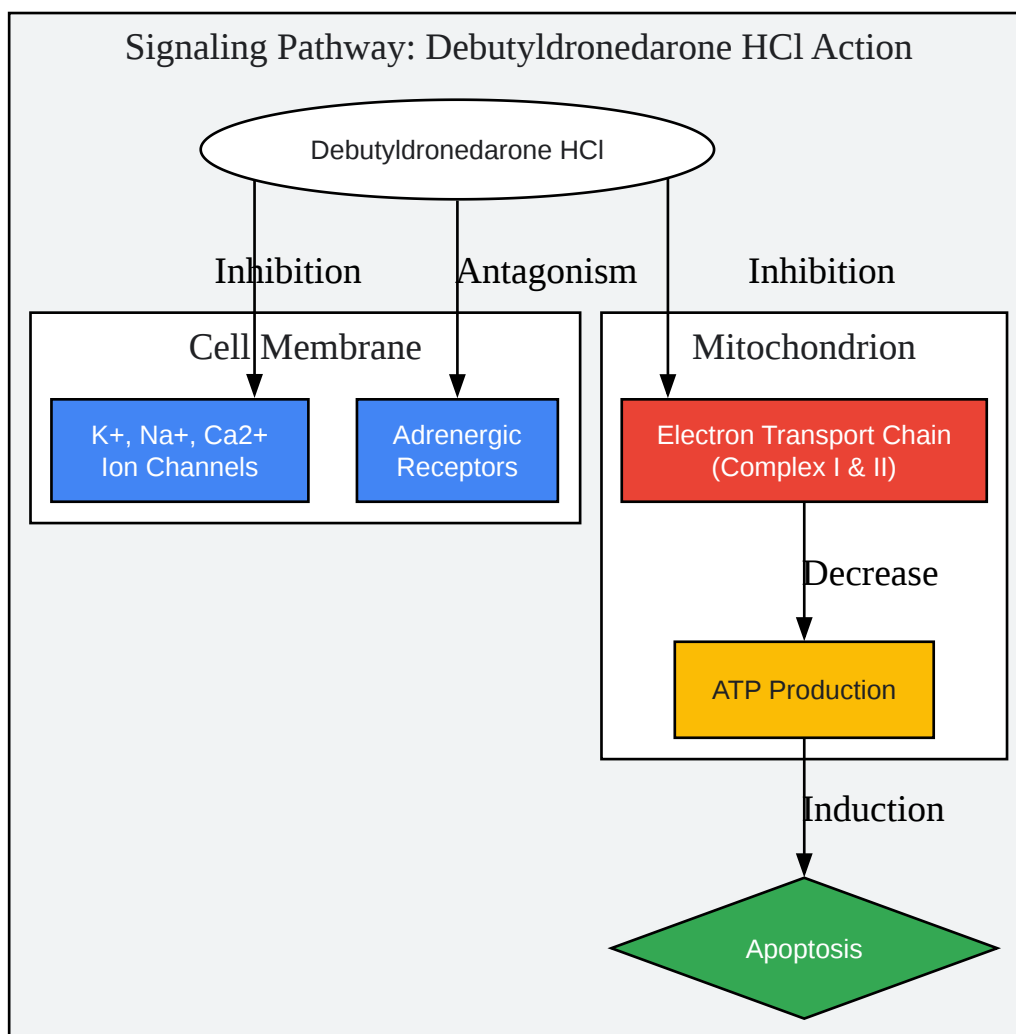 Signaling Pathway: Debutyldronedarone HCl Action
Debutyldronedarone HCl
Inhibition
Antagonism
Inhibition
Cell Membrane
Mitochondrion
K+, Na+, Ca2+
Ion Channels
Adrenergic
Receptors
Electron Transport Chain
(Complex I & II)
Decrease
ATP Production
Induction
Apoptosis